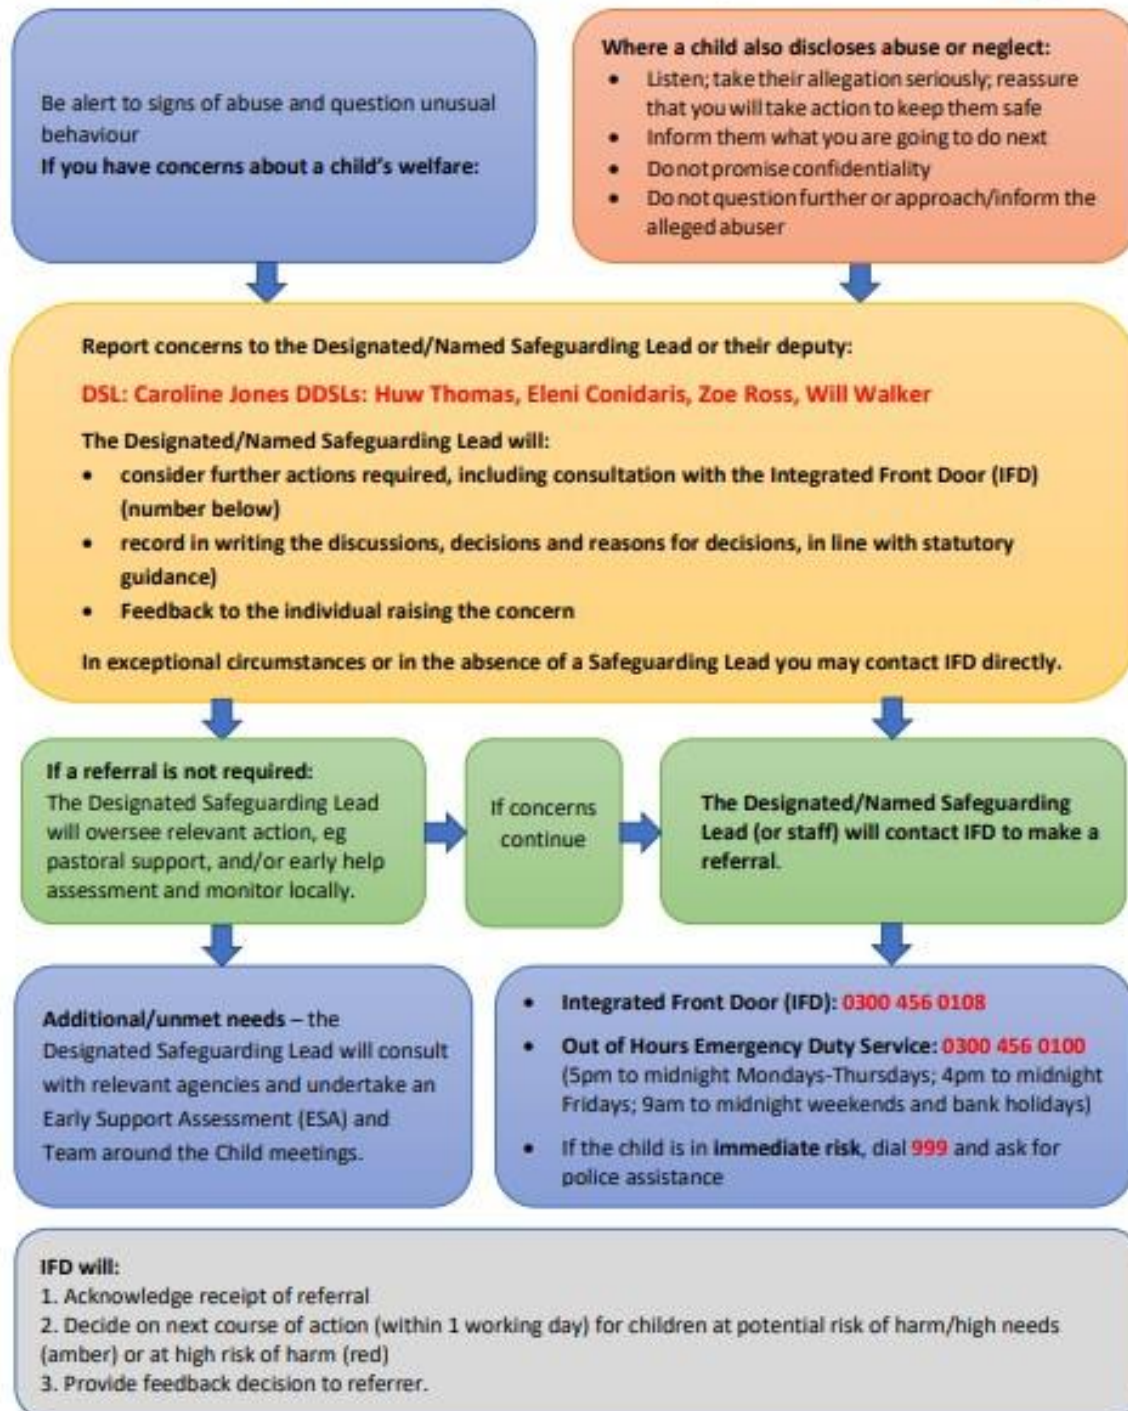 Be alert to signs of abuse and question unusual
behaviour
If you have concerns about a child's welfare:
Where a child also discloses abuse or neglect:
• Listen; take their allegation seriously; reassure
that you will take action to keep them safe
• Inform them what you are going to do next
• Do not promise confidentiality
• Do not question further or approach/inform the
alleged abuser
Report concerns to the Designated/Named Safeguarding Lead or their deputy:
DSL: Caroline Jones DDSLs: Huw Thomas, Eleni Conidaris, Zoe Ross, Will Walker
The Designated/Named Safeguarding Lead will:
• consider further actions required, including consultation with the Integrated Front Door (IFD)
(number below)
• record in writing the discussions, decisions and reasons for decisions, in line with statutory
guidance)
• Feedback to the individual raising the concern
In exceptional circumstances or in the absence of a Safeguarding Lead you may contact IFD directly.
If a referral is not required:
The Designated Safeguarding Lead
will oversee relevant action, eg
pastoral support, and/or early help
assessment and monitor locally.
If concerns
continue
The Designated/Named Safeguarding
Lead (or staff) will contact IFD to make a
referral.
Additional/unmet needs – the
Designated Safeguarding Lead will consult
with relevant agencies and undertake an
Early Support Assessment (ESA) and
Team around the Child meetings.
• Integrated Front Door (IFD): 0300 456 0108
• Out of Hours Emergency Duty Service: 0300 456 0100
(5pm to midnight Mondays-Thursdays; 4pm to midnight
Fridays; 9am to midnight weekends and bank holidays)
• If the child is in immediate risk, dial 999 and ask for
police assistance
IFD will:
1. Acknowledge receipt of referral
2. Decide on next course of action (within 1 working day) for children at potential risk of harm/high needs
(amber) or at high risk of harm (red)
3. Provide feedback decision to referrer.